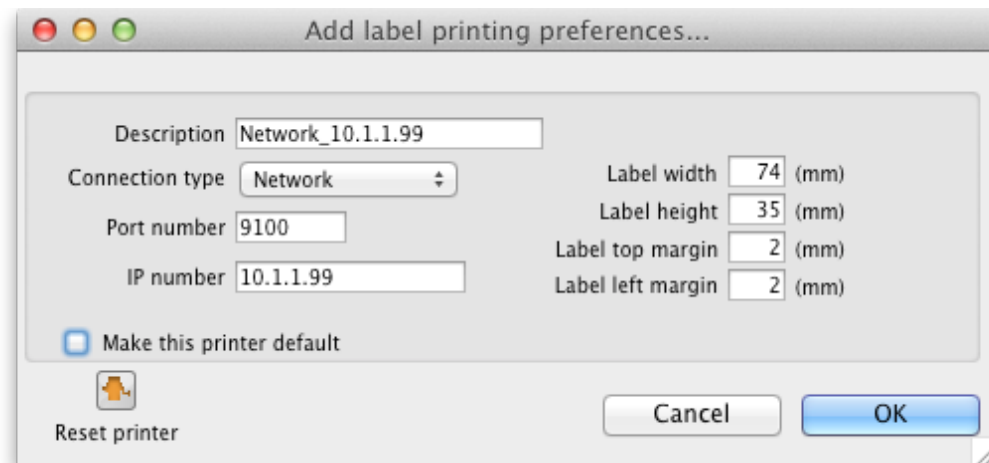 Add label printing preferences...
Description Network_10.1.1.99
Connection type Network
Port number 9100
IP number 10.1.1.99
Label width 74 (mm)
Label height 35 (mm)
Label top margin 2 (mm)
Label left margin 2 (mm)
Make this printer default
Reset printer
Cancel
OK